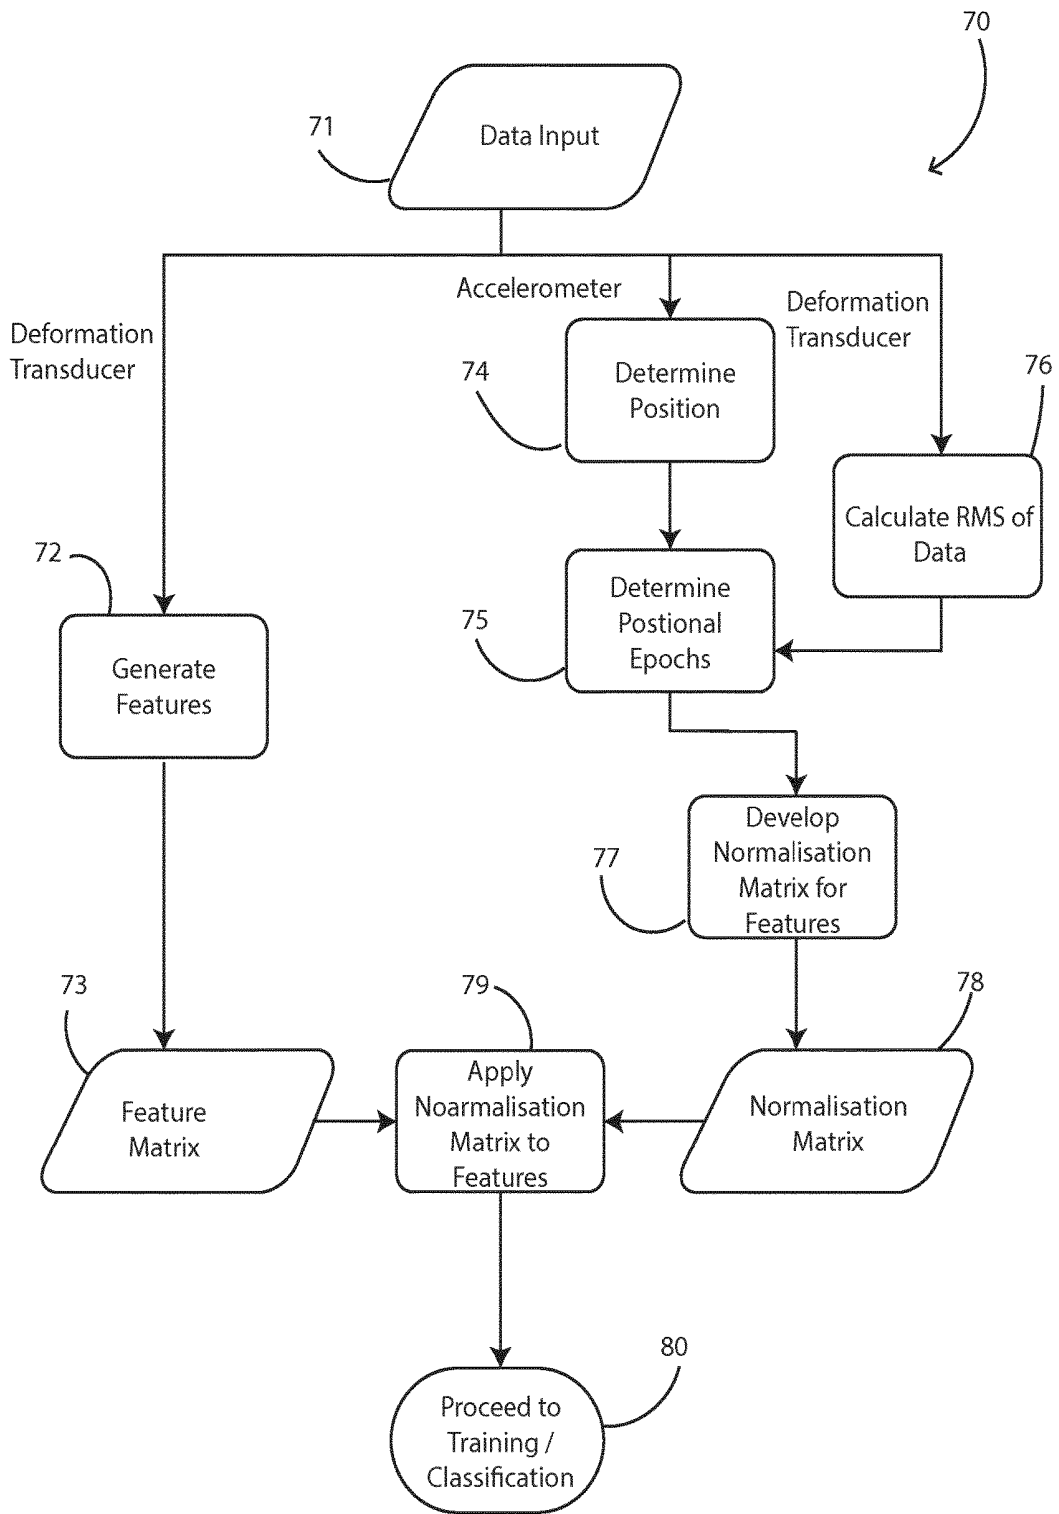 70
71
Data Input
Accelerometer
Deformation
Transducer
Deformation
Transducer
74
Determine
Position
76
Calculate RMS of
Data
72
Generate
Features
75
Determine
Postional
Epochs
77
Develop
Normalisation
Matrix for
Features
73
Feature
Matrix
79
Apply
Noarmalisation
Matrix to
Features
78
Normalisation
Matrix
80
Proceed to
Training /
Classification